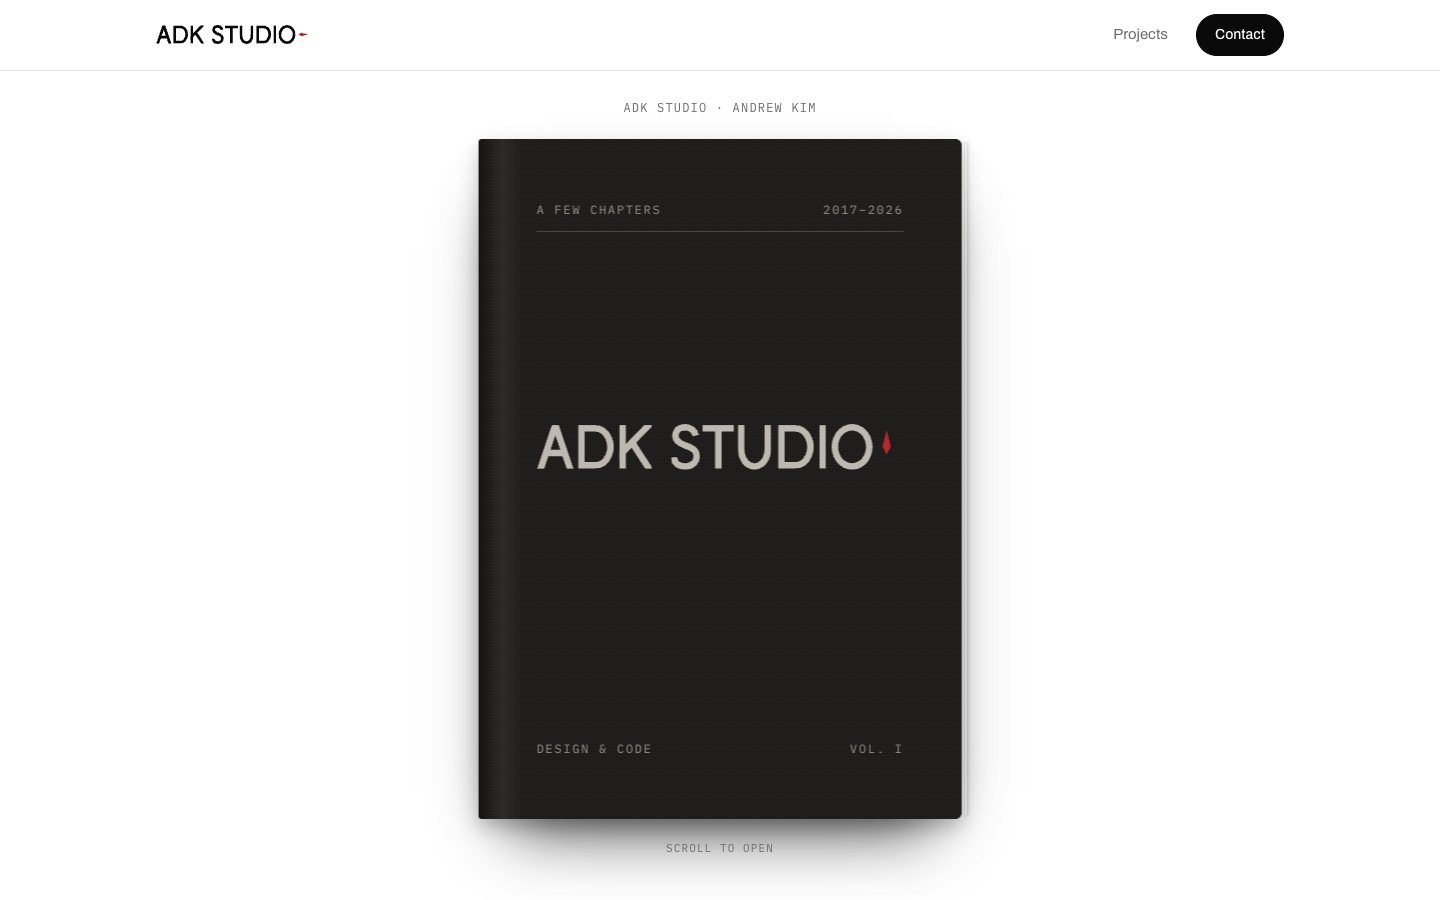 ADK STUDIO
Projects
Contact
ADK STUDIO · ANDREW KIM
A FEW CHAPTERS
2017–2026
ADK STUDIO
DESIGN & CODE
VOL. I
SCROLL TO OPEN